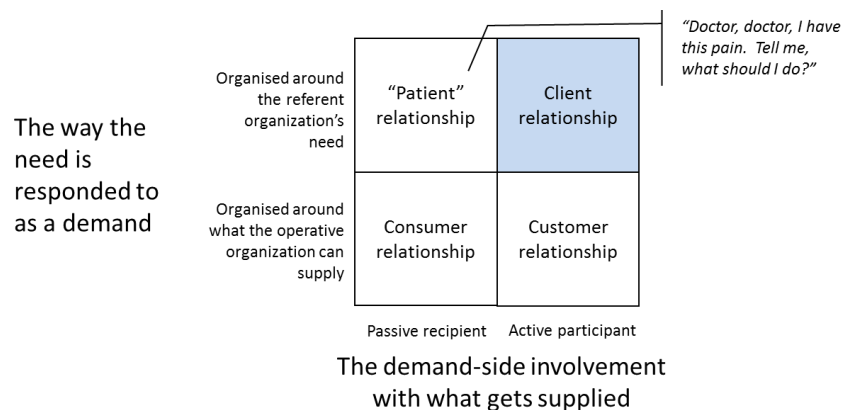 “Doctor, doctor, I have
this pain.  Tell me,
what should I do?”
The way the
need is
responded to
as a demand
Organised around
the referent
organization’s
need
“Patient”
relationship
Client
relationship
Organised around
what the operative
organization can
supply
Consumer
relationship
Customer
relationship
Passive recipient
Active participant
The demand-side involvement
with what gets supplied